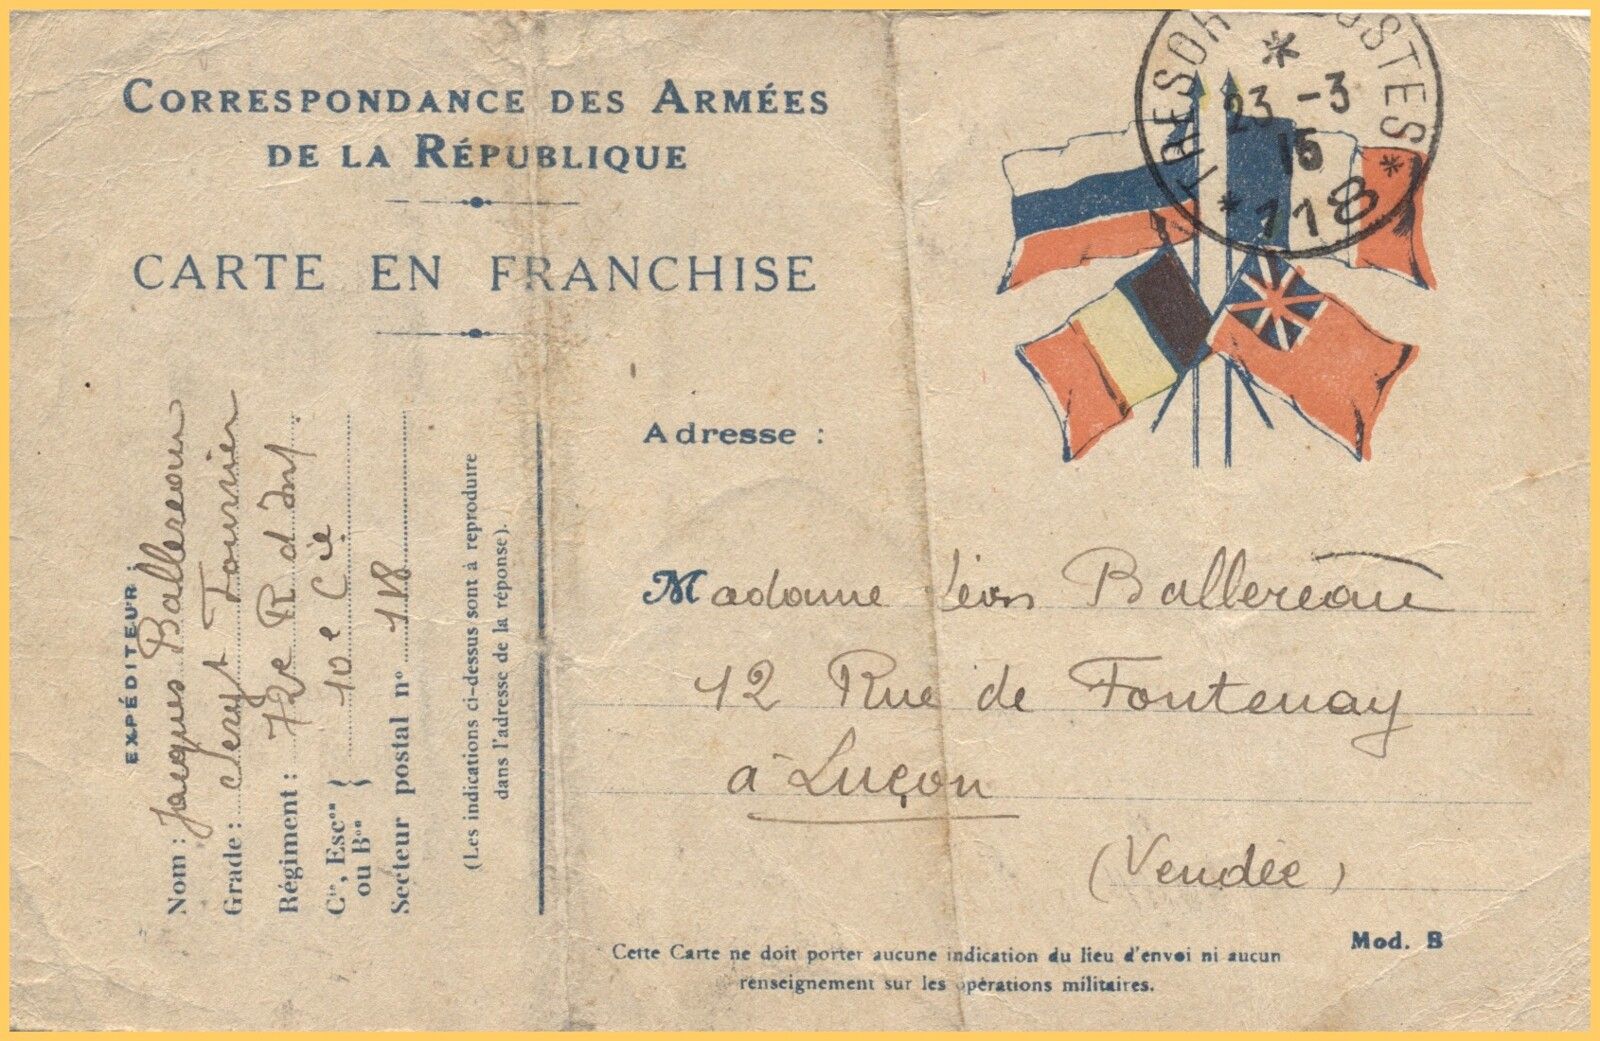 CORRESPONDANCE DES ARMÉES
DE LA RÉPUBLIQUE
CARTE EN FRANCHISE
TRESOR POSTES
23 -3
15
* 118 *
EXPÉDITEUR :
Nom : Jacques Ballereau
Grade : Sergt Fourrier
Régiment : 72e R d'Inf
Cie, Escon ou Bie } 10e Cie
Secteur postal n° 118
(Les indications ci-dessus sont à reproduire
dans l'adresse de la réponse).
Adresse :
Madame Léon Ballereau
12 Rue de Fontenay
à Luçon
(Vendée)
Mod. B
Cette Carte ne doit porter aucune indication du lieu d'envoi ni aucun
renseignement sur les opérations militaires.